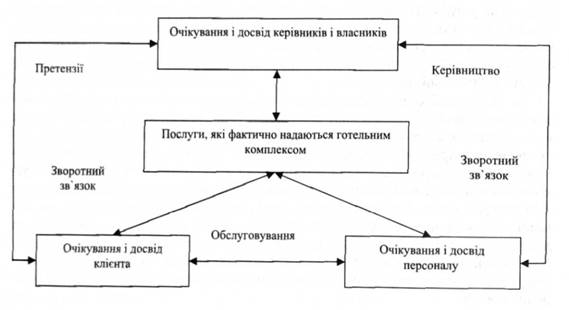 Очікування і досвід керівників і власників
Претензії
Керівництво
Послуги, які фактично надаються готельним
комплексом
Зворотний
зв`язок
Зворотний
зв`язок
Обслуговування
Очікування і досвід
клієнта
Очікування і досвід
персоналу